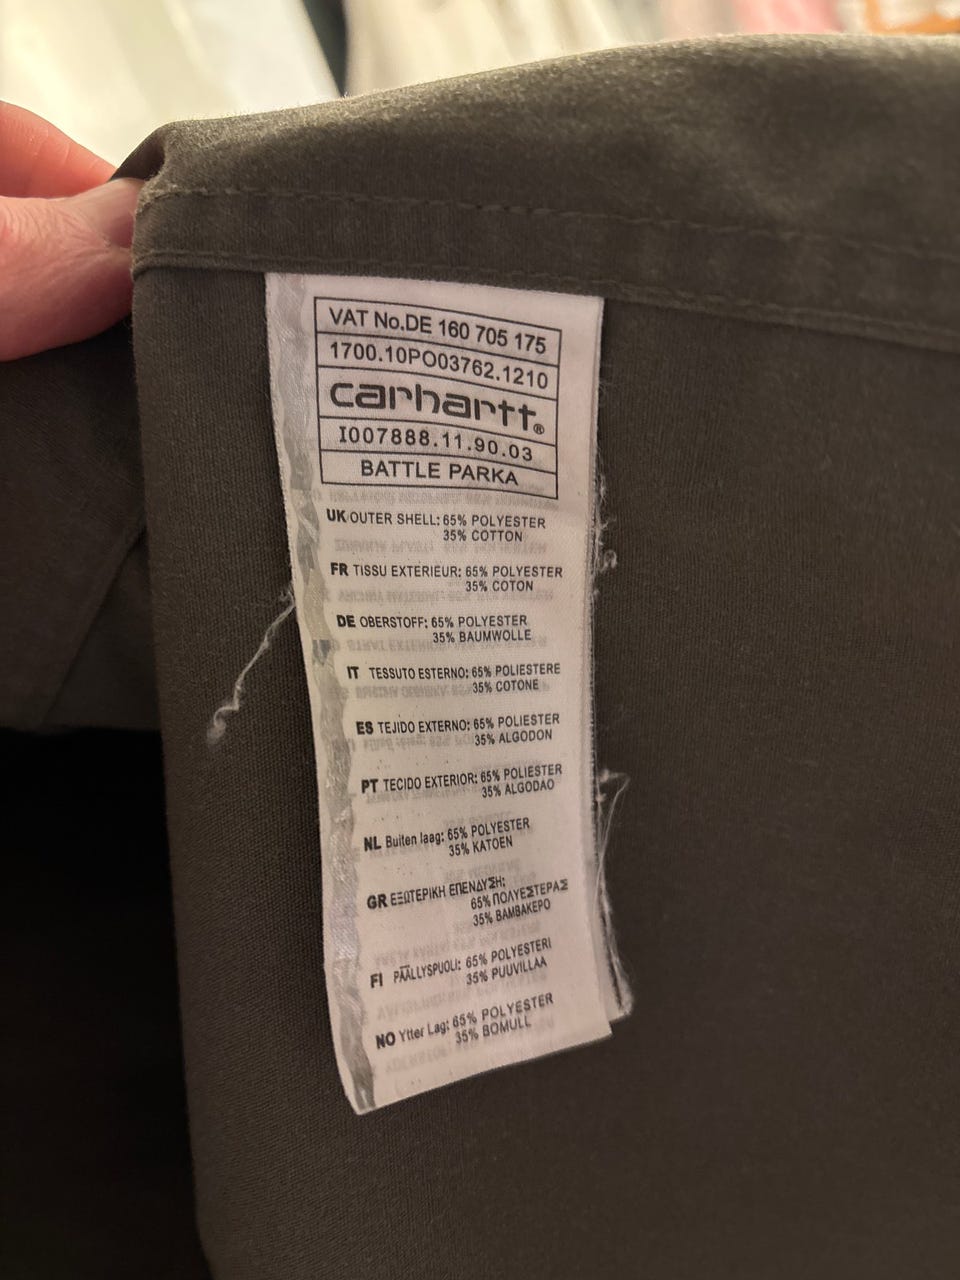 VAT No.DE 160 705 175
1700.10PO03762.1210
carhartt®
I007888.11.90.03
BATTLE PARKA
UK OUTER SHELL: 65% POLYESTER
35% COTTON
FR TISSU EXTERIEUR: 65% POLYESTER
35% COTON
DE OBERSTOFF: 65% POLYESTER
35% BAUMWOLLE
IT TESSUTO ESTERNO: 65% POLIESTERE
35% COTONE
ES TEJIDO EXTERNO: 65% POLIESTER
35% ALGODON
PT TECIDO EXTERIOR: 65% POLIESTER
35% ALGODAO
NL Buiten laag: 65% POLYESTER
35% KATOEN
GR ΕΞΩΤΕΡΙΚΗ ΕΠΕΝΔΥΣΗ:
65% ΠΟΛΥΕΣΤΕΡΑΣ
35% ΒΑΜΒΑΚΕΡΟ
FI PÄÄLLYSPUOLI: 65% POLYESTERI
35% PUUVILLAA
NO Ytter Lag: 65% POLYESTER
35% BOMULL